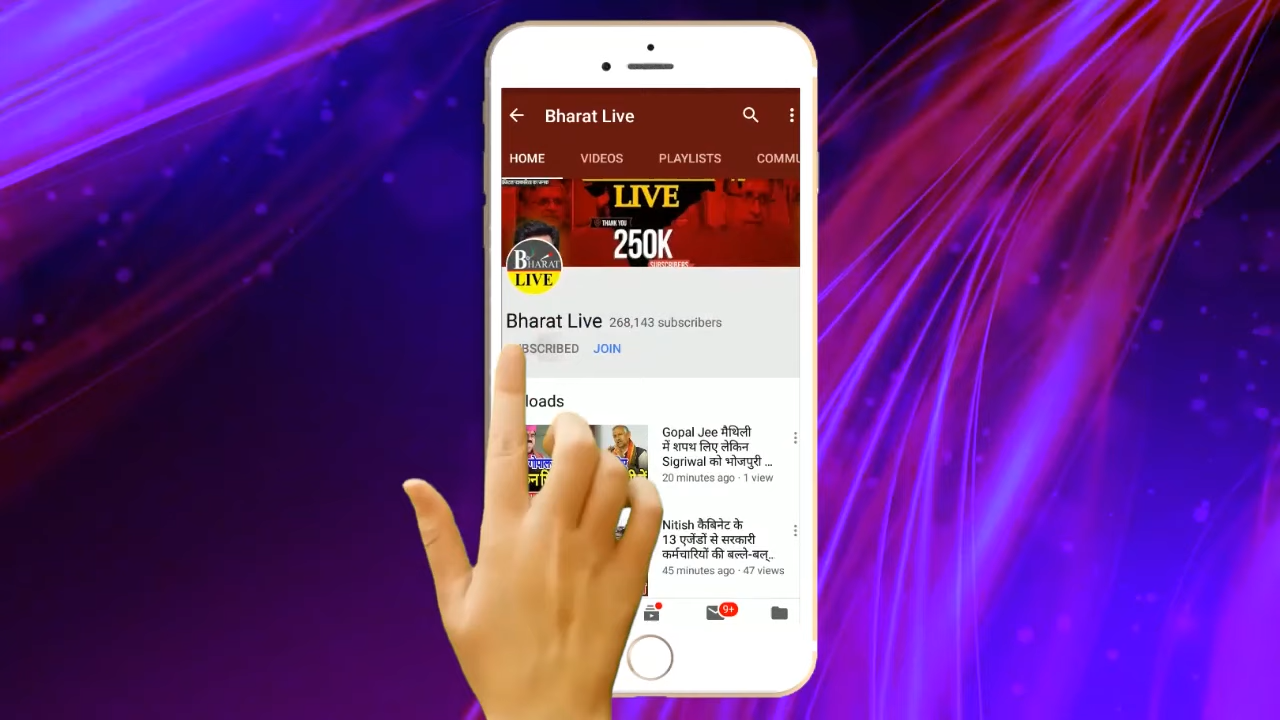 Bharat Live
HOME VIDEOS PLAYLISTS COMMU
LIVE
THANK YOU
250K
SUBSCRIBERS
BHARAT
LIVE
Bharat Live 268,143 subscribers
BSCRIBED JOIN
loads
Gopal Jee मैथिली
में शपथ लिए लेकिन
Sigriwal को भोजपुरी ...
20 minutes ago · 1 view
Nitish कैबिनेट के
13 एजेंडों से सरकारी
कर्मचारियों की बल्ले-बल्..
45 minutes ago · 47 views
9+